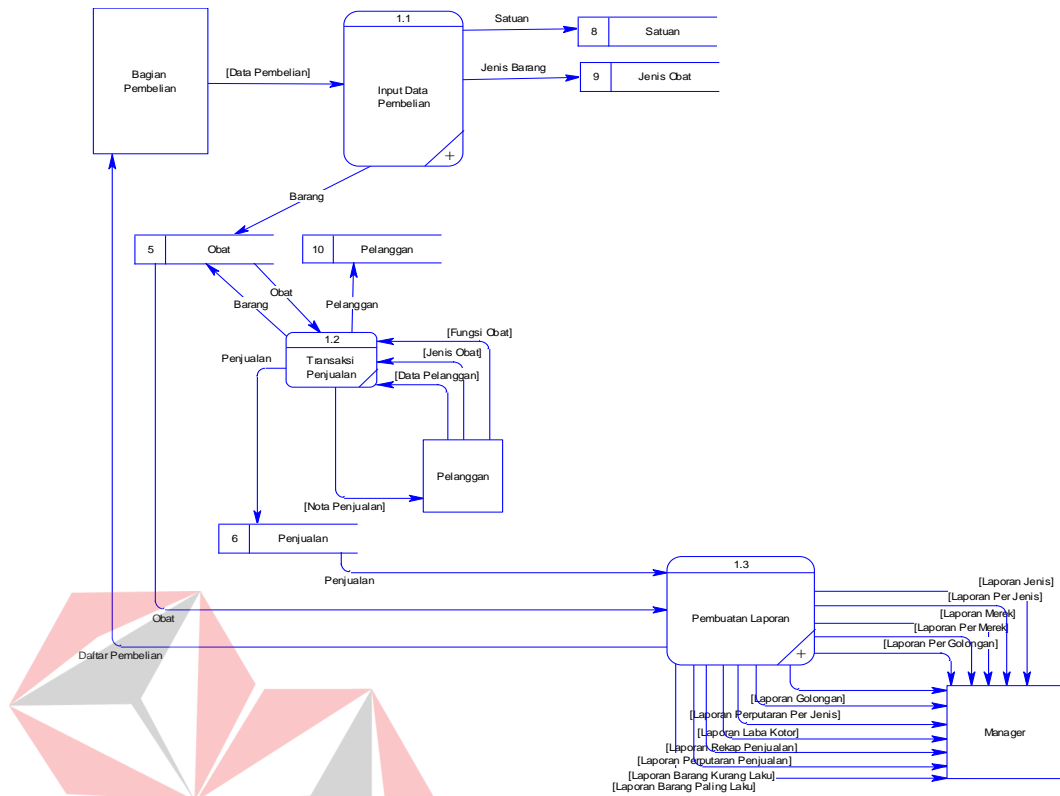 1.1
Satuan
8 Satuan
Bagian
Pembelian
[Data Pembelian]
Input Data
Pembelian
Jenis Barang
9 Jenis Obat
+
Barang
5 Obat
10 Pelanggan
Obat
Barang
Pelanggan
1.2
Transaksi
Penjualan
[Fungsi Obat]
[Jenis Obat]
[Data Pelanggan]
Penjualan
Pelanggan
[Nota Penjualan]
6 Penjualan
Penjualan
1.3
Pembuatan Laporan
+
[Laporan Jenis]
[Laporan Per Jenis]
[Laporan Merek]
[Laporan Per Merek]
[Laporan Per Golongan]
Obat
Daftar Pembelian
[Laporan Golongan]
[Laporan Perputaran Per Jenis]
[Laporan Laba Kotor]
[Laporan Rekap Penjualan]
[Laporan Perputaran Penjualan]
[Laporan Barang Kurang Laku]
[Laporan Barang Paling Laku]
Manager